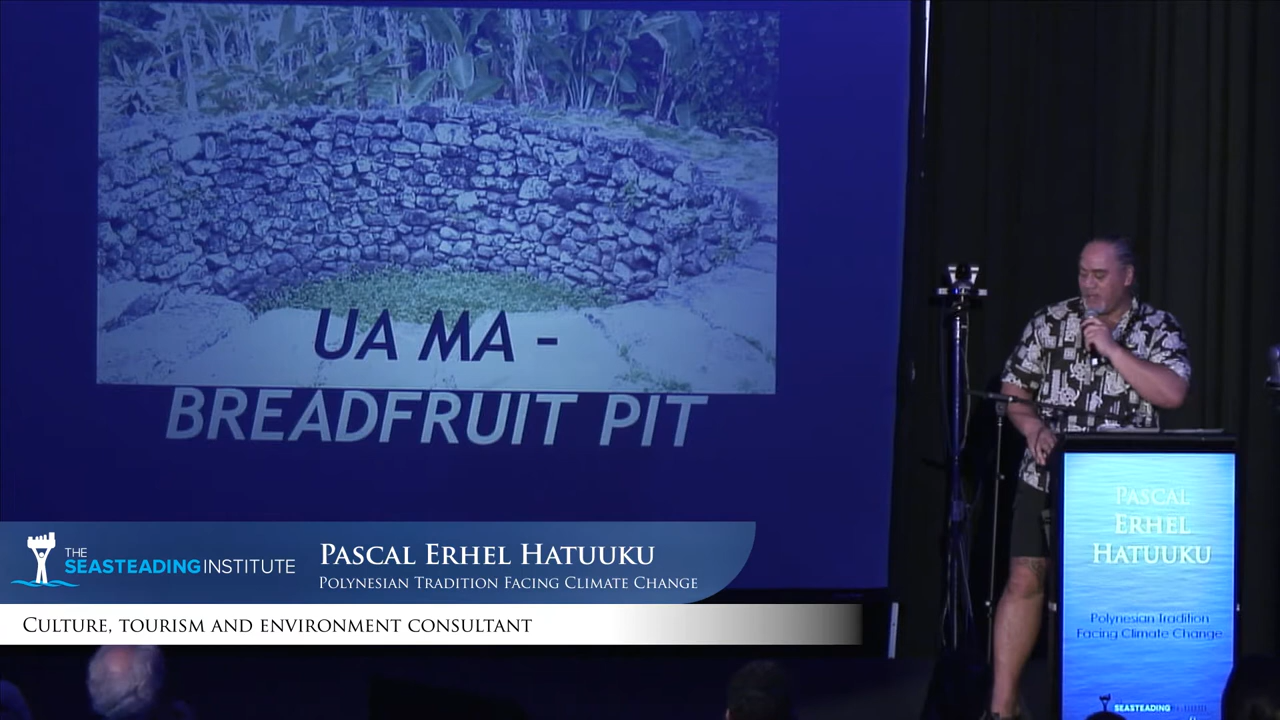 UA MA -
BREADFRUIT PIT
THE
SEASTEADING INSTITUTE
PASCAL ERHEL HATUUKU
POLYNESIAN TRADITION FACING CLIMATE CHANGE
CULTURE, TOURISM AND ENVIRONMENT CONSULTANT
PASCAL
ERHEL
HATUUKU
Polynesian Tradition
Facing Climate Change
SEASTEADING